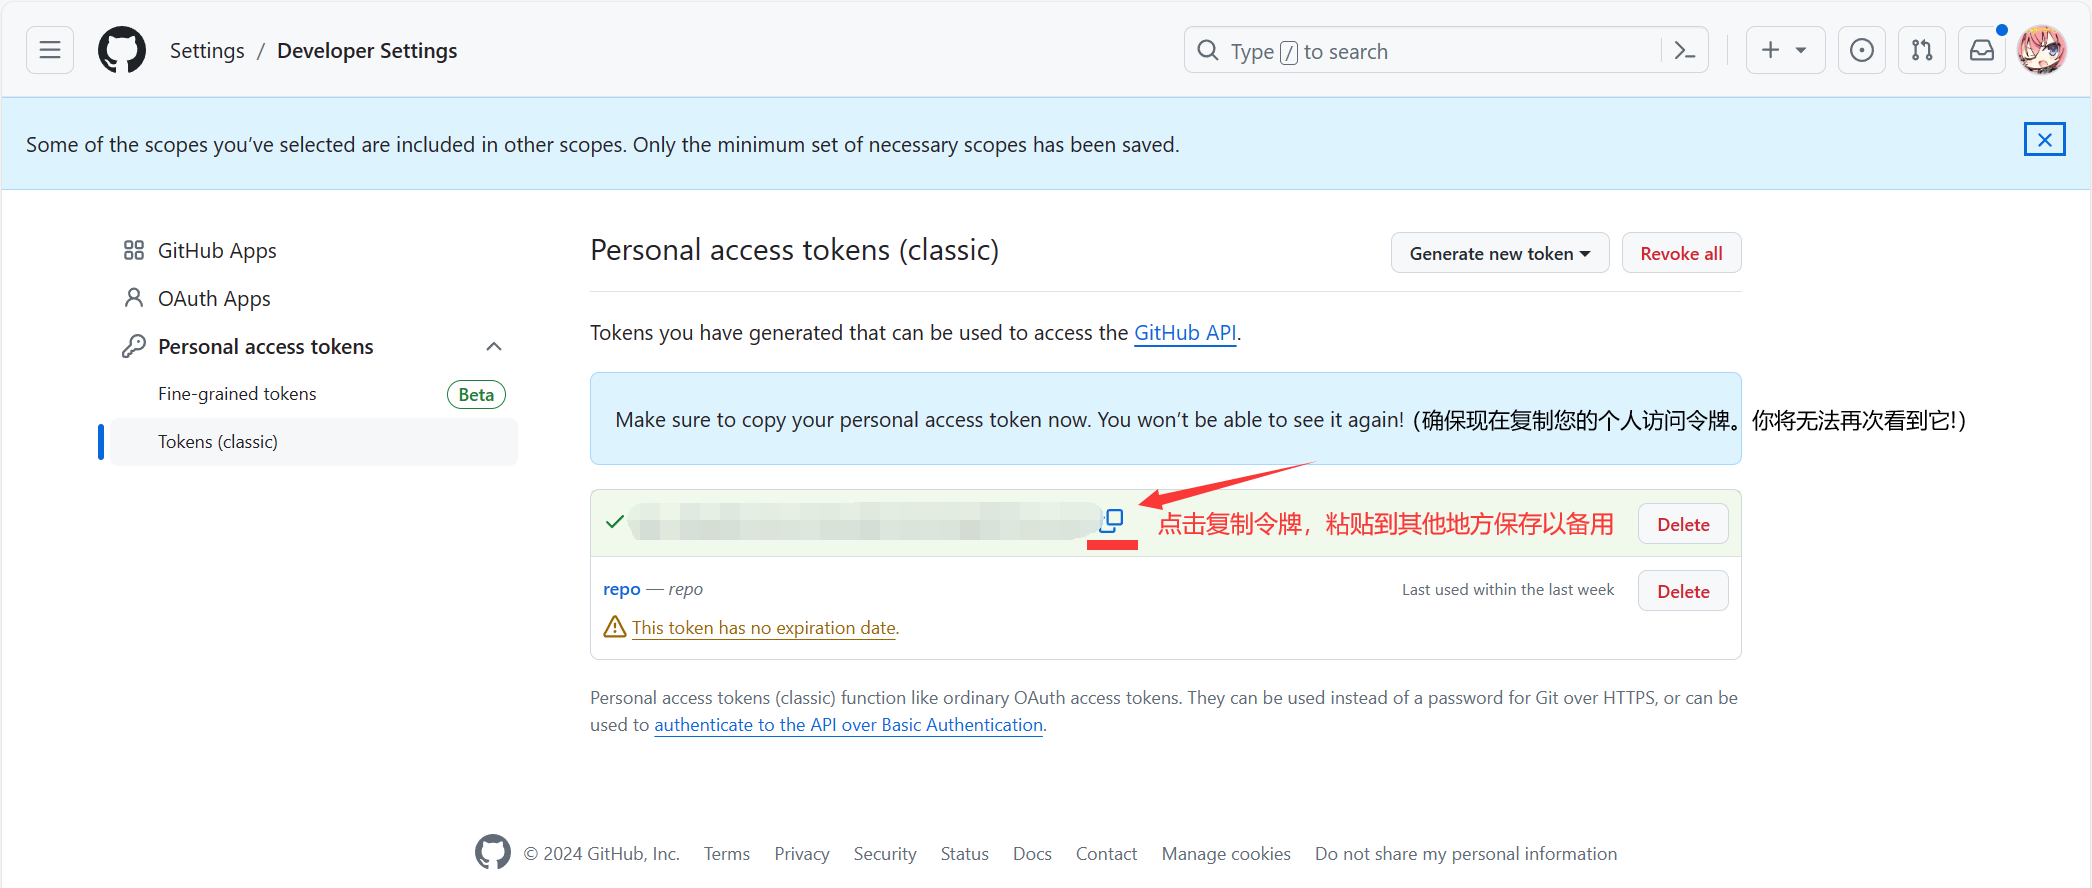 Settings / Developer Settings
Type / to search
Some of the scopes you’ve selected are included in other scopes. Only the minimum set of necessary scopes has been saved.
GitHub Apps
OAuth Apps
Personal access tokens
Fine-grained tokens
Beta
Tokens (classic)
Personal access tokens (classic)
Generate new token
Revoke all
Tokens you have generated that can be used to access the GitHub API.
Make sure to copy your personal access token now. You won’t be able to see it again!（确保现在复制您的个人访问令牌。你将无法再次看到它!）
点击复制令牌，粘贴到其他地方保存以备用
Delete
repo — repo
Last used within the last week
Delete
This token has no expiration date.
Personal access tokens (classic) function like ordinary OAuth access tokens. They can be used instead of a password for Git over HTTPS, or can be
used to authenticate to the API over Basic Authentication.
© 2024 GitHub, Inc. Terms Privacy Security Status Docs Contact Manage cookies Do not share my personal information